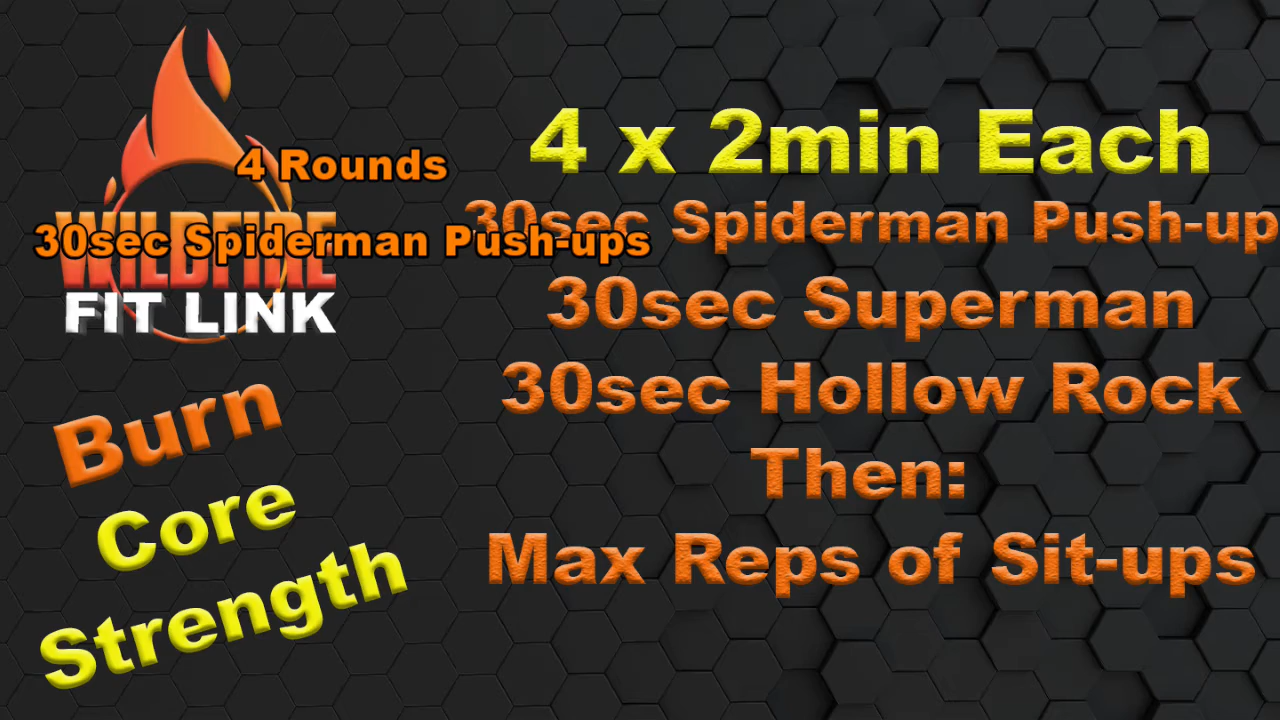 4 Rounds
30sec Spiderman Push-ups
WILDFIRE
FIT LINK
Burn
Core
Strength
4 x 2min Each
30sec Spiderman Push-up
30sec Superman
30sec Hollow Rock
Then:
Max Reps of Sit-ups